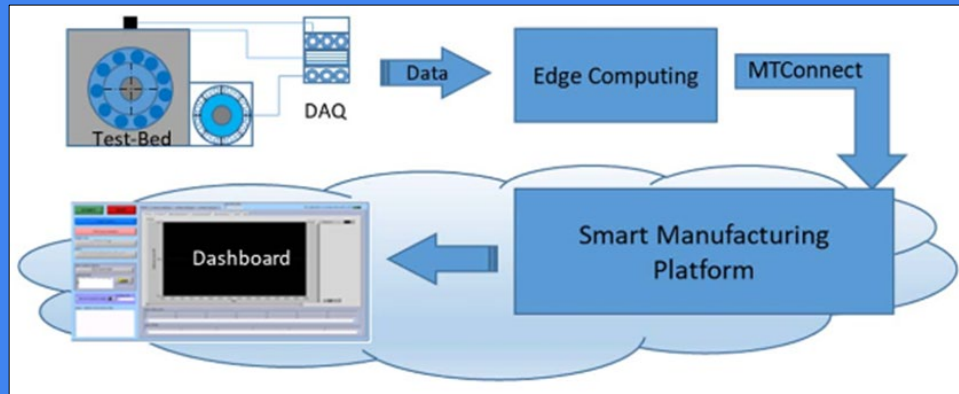 Test-Bed
DAQ
Data
Edge Computing
MTConnect
Smart Manufacturing
Platform
Dashboard